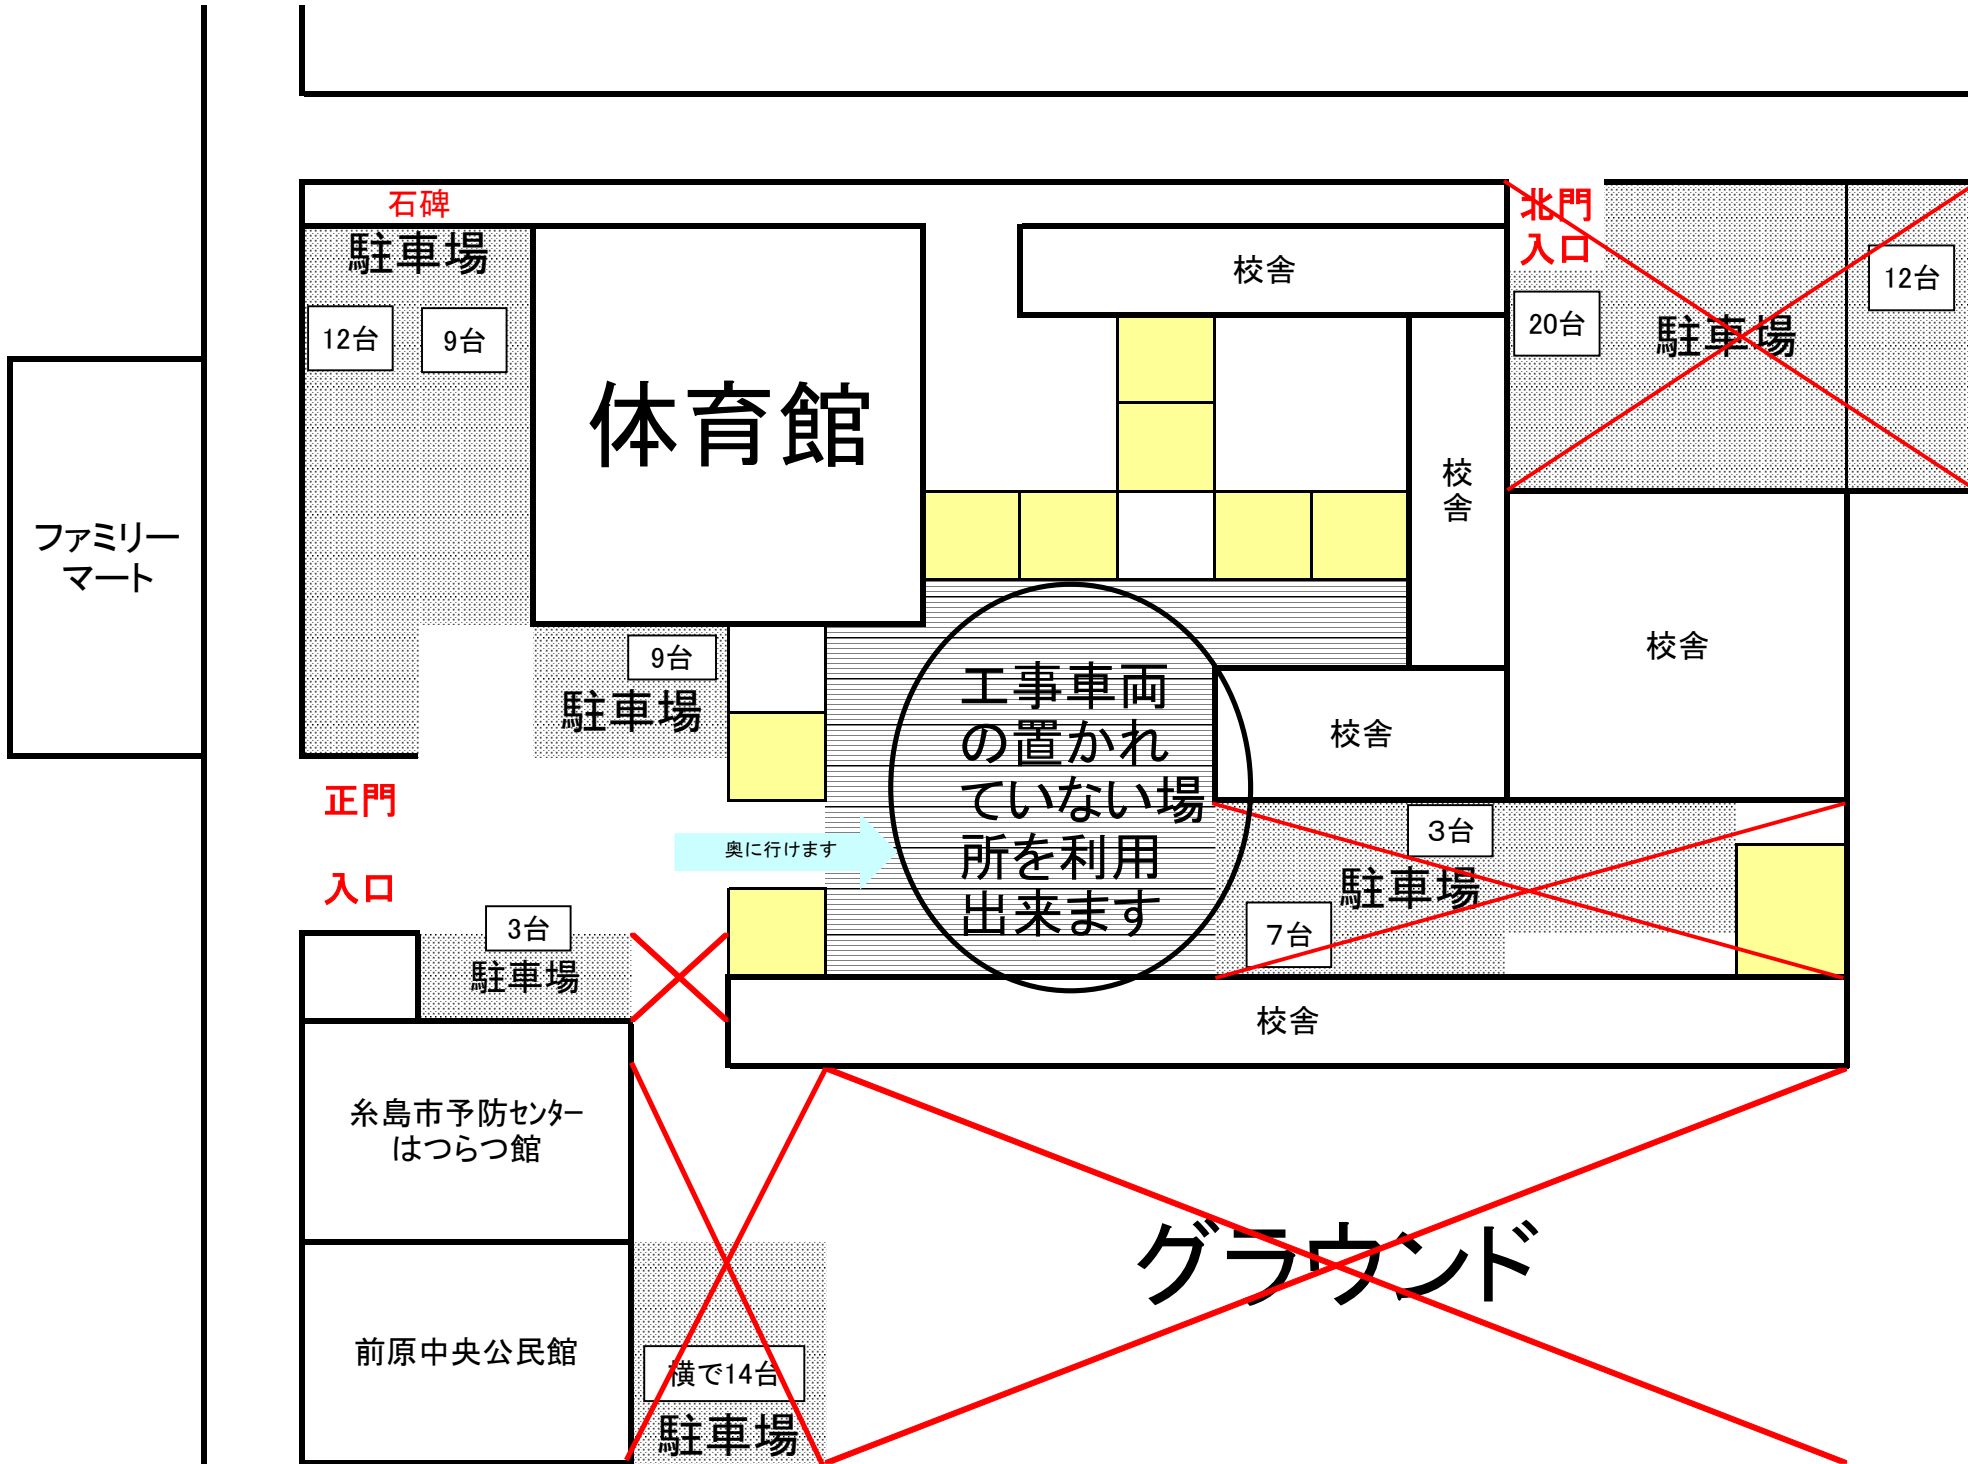 石碑
駐車場
12台
9台
体育館
校舎
北門
入口
20台
駐車場
12台
校
舎
ファミリー
マート
9台
駐車場
工事車両
の置かれ
ていない場
所を利用
出来ます
校舎
校舎
正門
入口
奥に行けます
3台
駐車場
7台
3台
駐車場
校舎
糸島市予防センター
はつらつ館
グラウンド
前原中央公民館
横で14台
駐車場